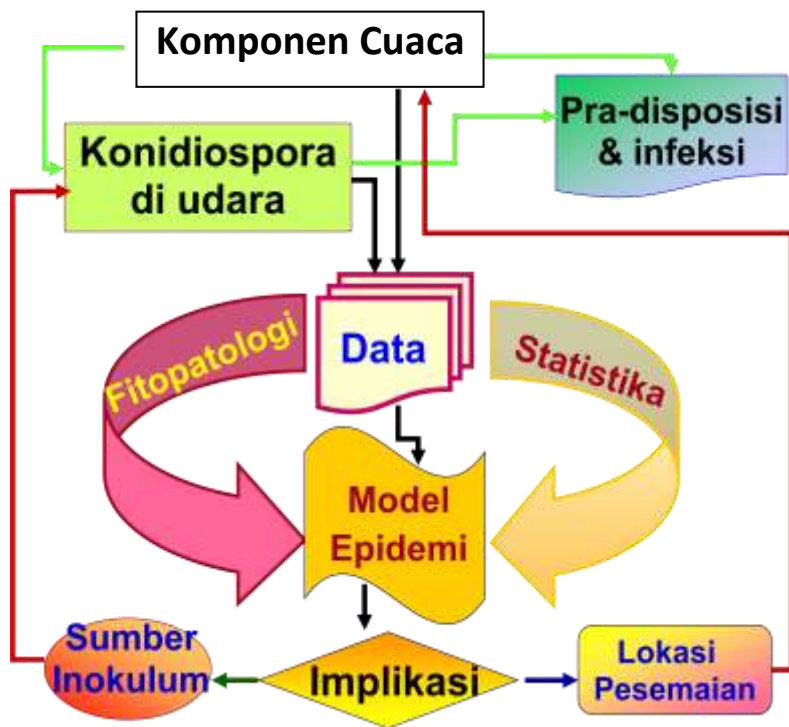 Komponen Cuaca
Pra-disposisi
& infeksi
Konidiospora
di udara
Fitopatologi
Data
Statistika
Model
Epidemi
Sumber
Inokulum
Implikasi
Lokasi
Pesemaian